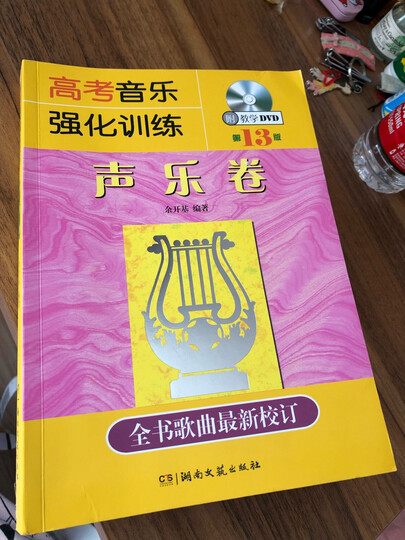 高考音乐
强化训练
附 教学DVD
第13版
声乐卷
余开基 编著
全书歌曲最新校订
CS 湖南文艺出版社